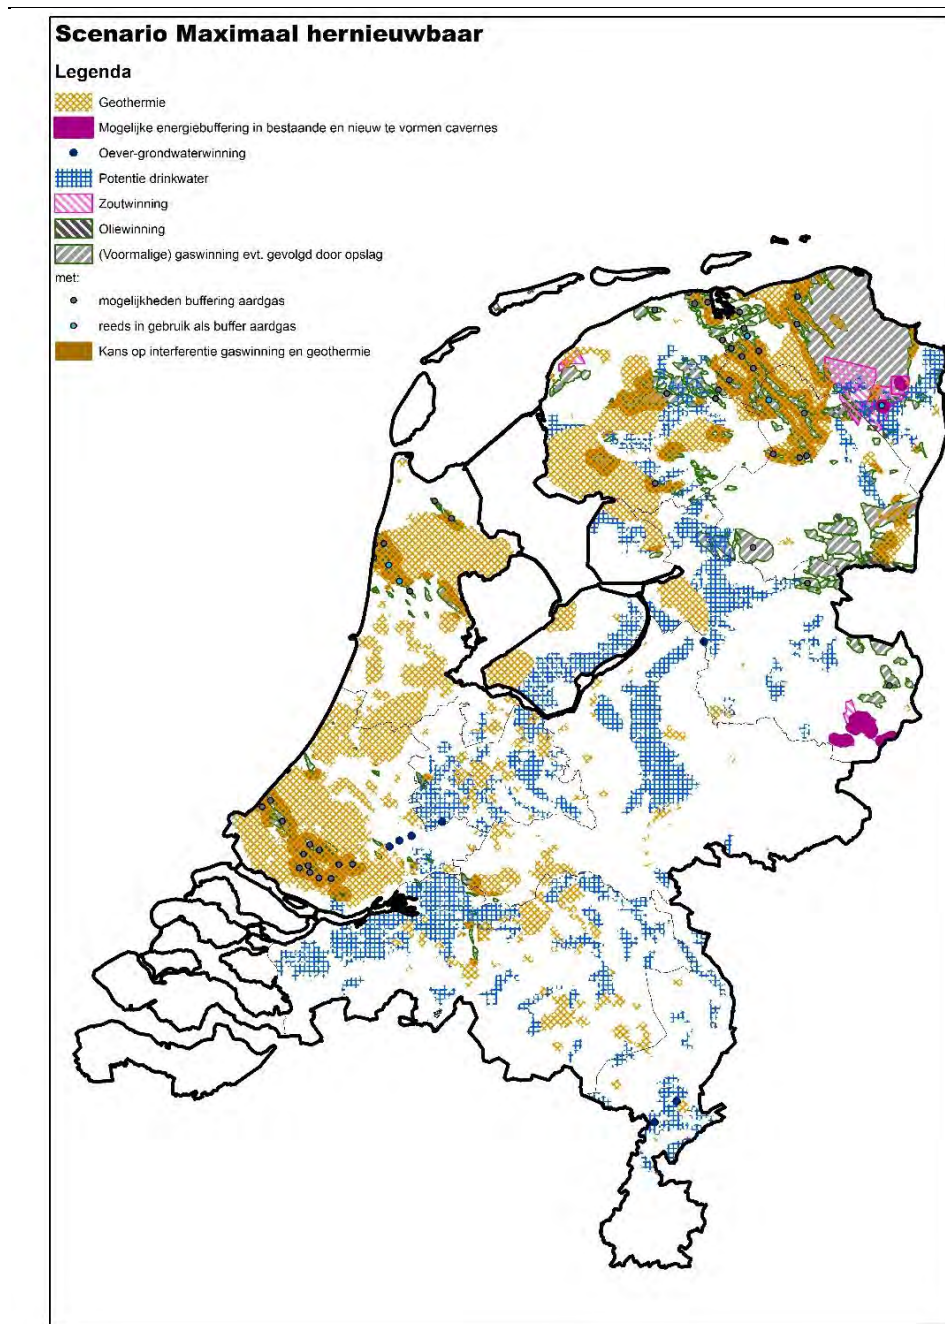 Scenario Maximaal hernieuwbaar
Legenda
Geothermie
Mogelijke energiebuffering in bestaande en nieuw te vormen cavernes
Oever-grondwaterwinning
Potentie drinkwater
Zoutwinning
Oliewinning
(Voormalige) gaswinning evt. gevolgd door opslag
met:
mogelijkheden buffering aardgas
reeds in gebruik als buffer aardgas
Kans op interferentie gaswinning en geothermie